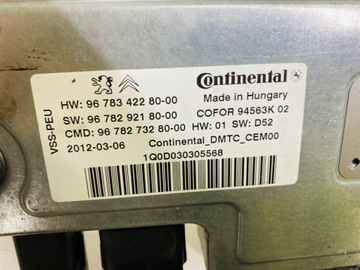 Continental
HW: 96 783 422 80-00 Made in Hungary
SW: 96 782 921 80-00 COFOR 94563K 02
CMD: 96 782 732 80-00 HW: 01 SW: D52
2012-03-06 Continental_DMTC_CEM00
1Q0D030305568
VSS-PEU